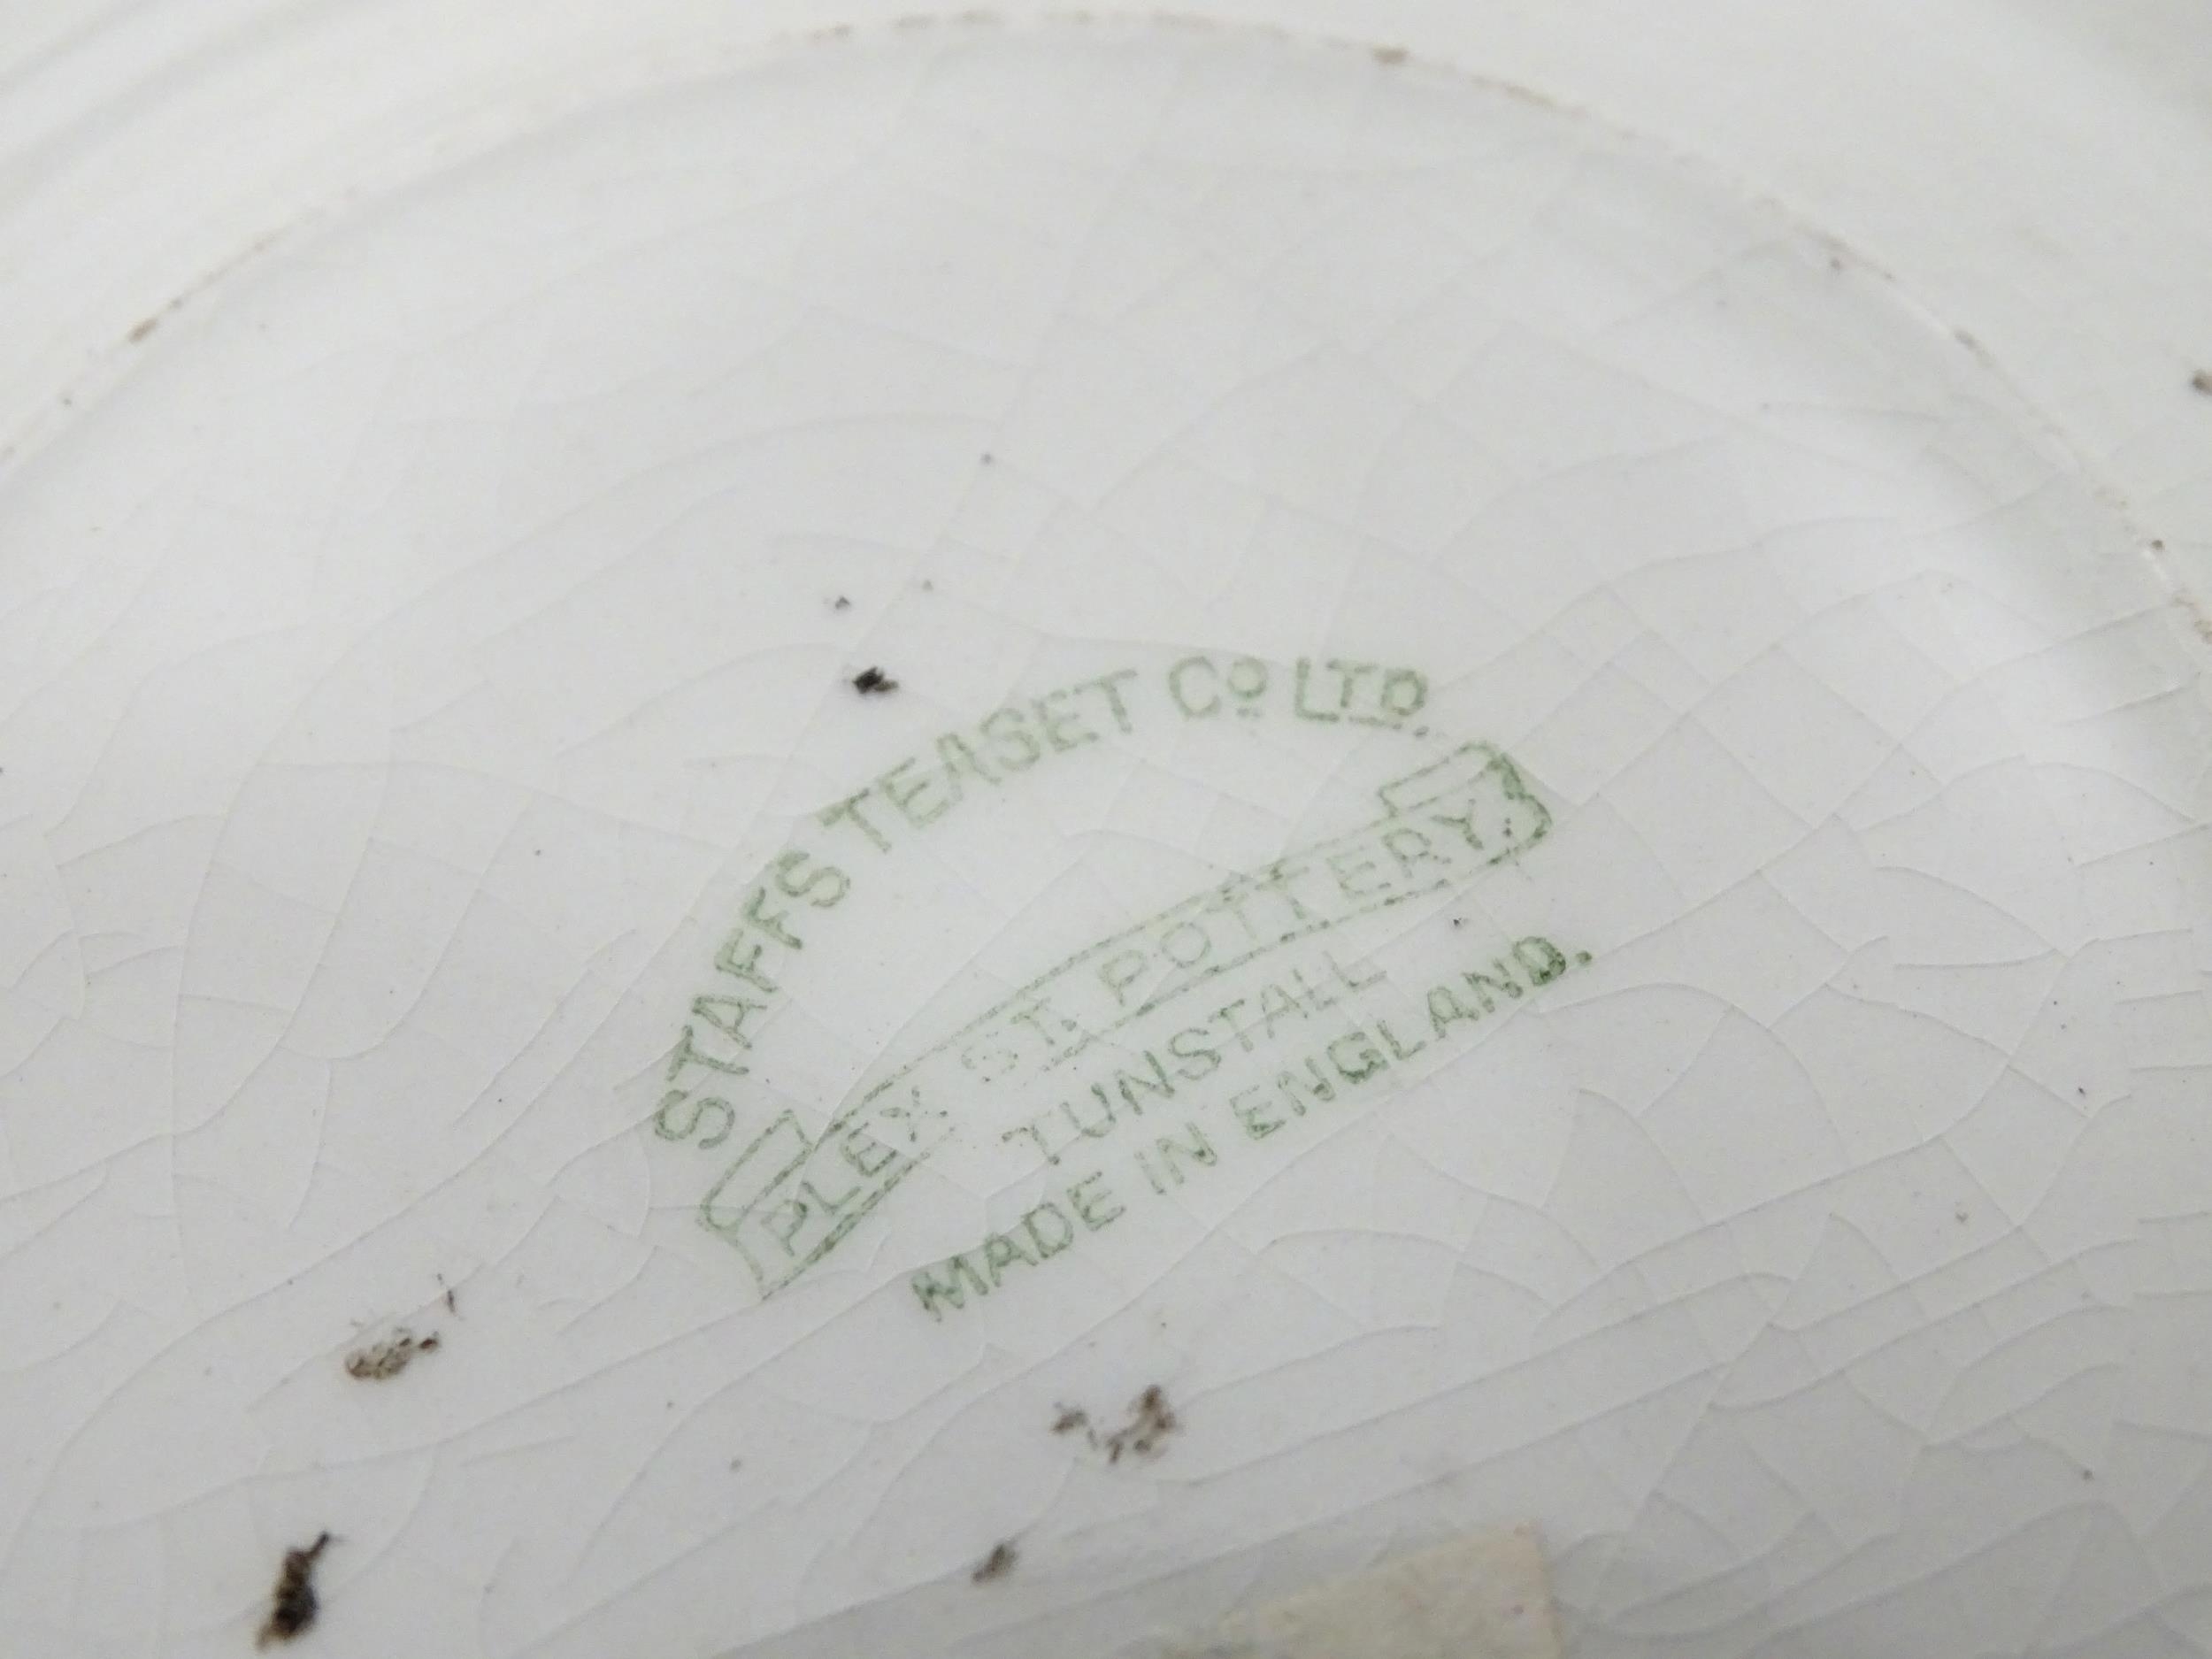 STAFFS TEASET Co LTD.
PLEX ST. POTTERY.
TUNSTALL
MADE IN ENGLAND.